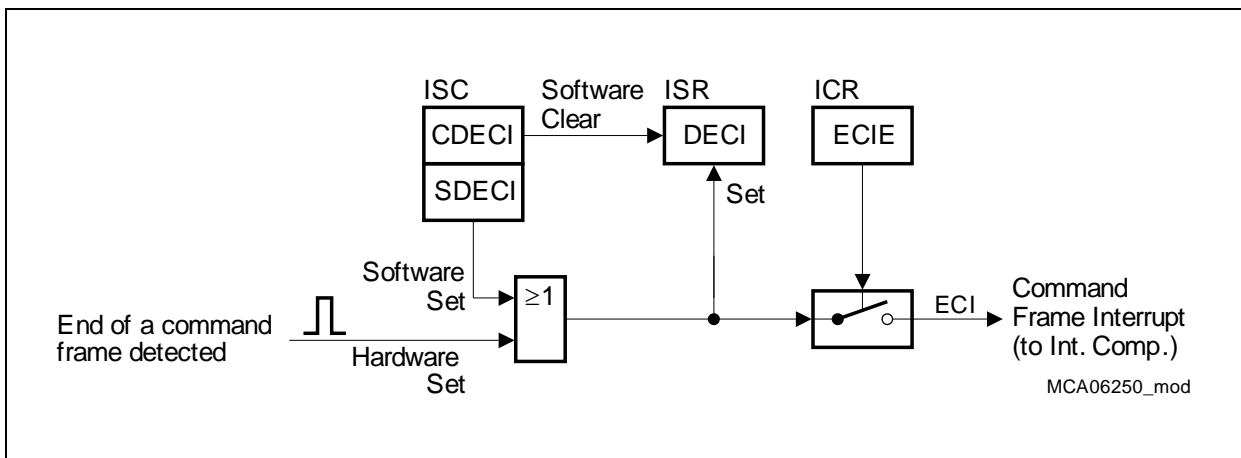 ISC
Software
Clear
ISR
ICR
CDECI
DECI
ECIE
SDECI
Set
Software
Set
≥1
End of a command
frame detected
Hardware
Set
ECI
Command
Frame Interrupt
(to Int. Comp.)
MCA06250_mod